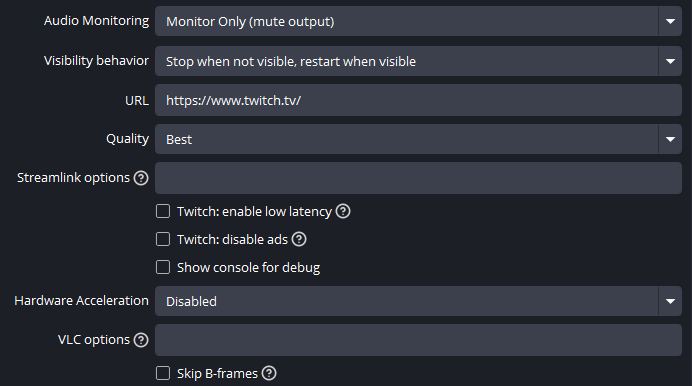 Audio Monitoring Monitor Only (mute output)
Visibility behavior Stop when not visible, restart when visible
URL https://www.twitch.tv/
Quality Best
Streamlink options ?
Twitch: enable low latency ?
Twitch: disable ads ?
Show console for debug
Hardware Acceleration Disabled
VLC options ?
Skip B-frames ?